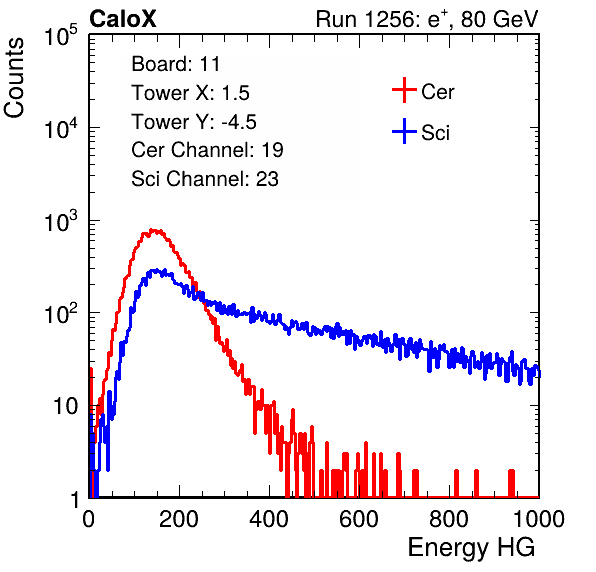 CaloX Run 1256: e⁺, 80 GeV
Counts
Board: 11
Tower X: 1.5
Tower Y: -4.5
Cer Channel: 19
Sci Channel: 23
Cer
Sci
10⁵
10⁴
10³
10²
10
1
0 200 400 600 800 1000
Energy HG